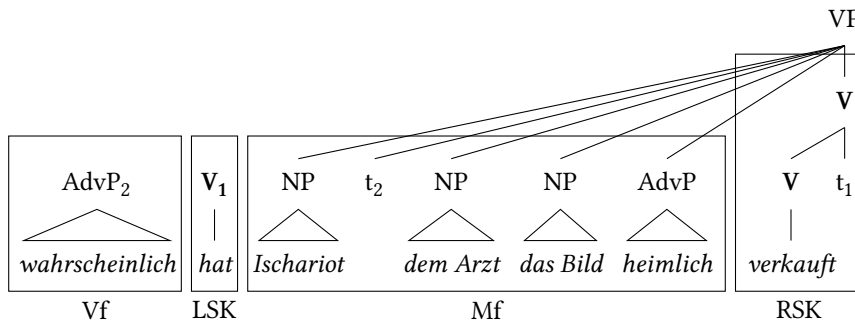 VP
V
AdvP₂ V₁ NP t₂ NP NP AdvP V t₁
wahrscheinlich hat Ischariot dem Arzt das Bild heimlich verkauft
Vf LSK Mf RSK